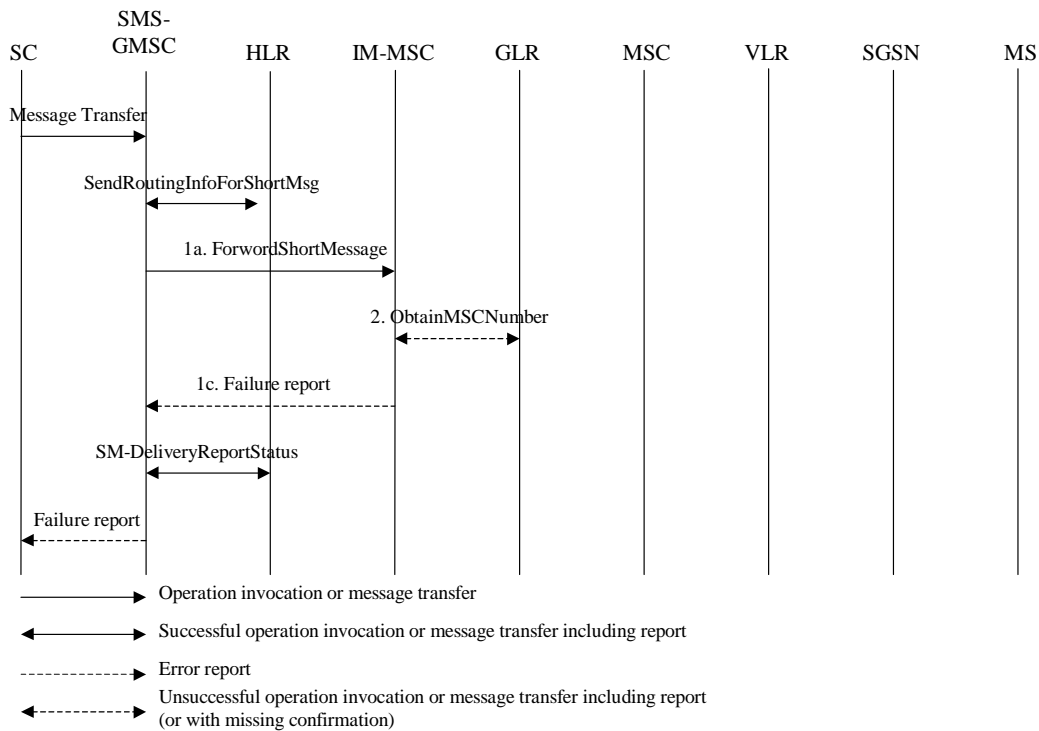 SMS-
GMSC
SC HLR IM-MSC GLR MSC VLR SGSN MS
Message Transfer
SendRoutingInfoForShortMsg
1a. ForwordShortMessage
2. ObtainMSCNumber
1c. Failure report
SM-DeliveryReportStatus
Failure report
Operation invocation or message transfer
Successful operation invocation or message transfer including report
Error report
Unsuccessful operation invocation or message transfer including report
(or with missing confirmation)